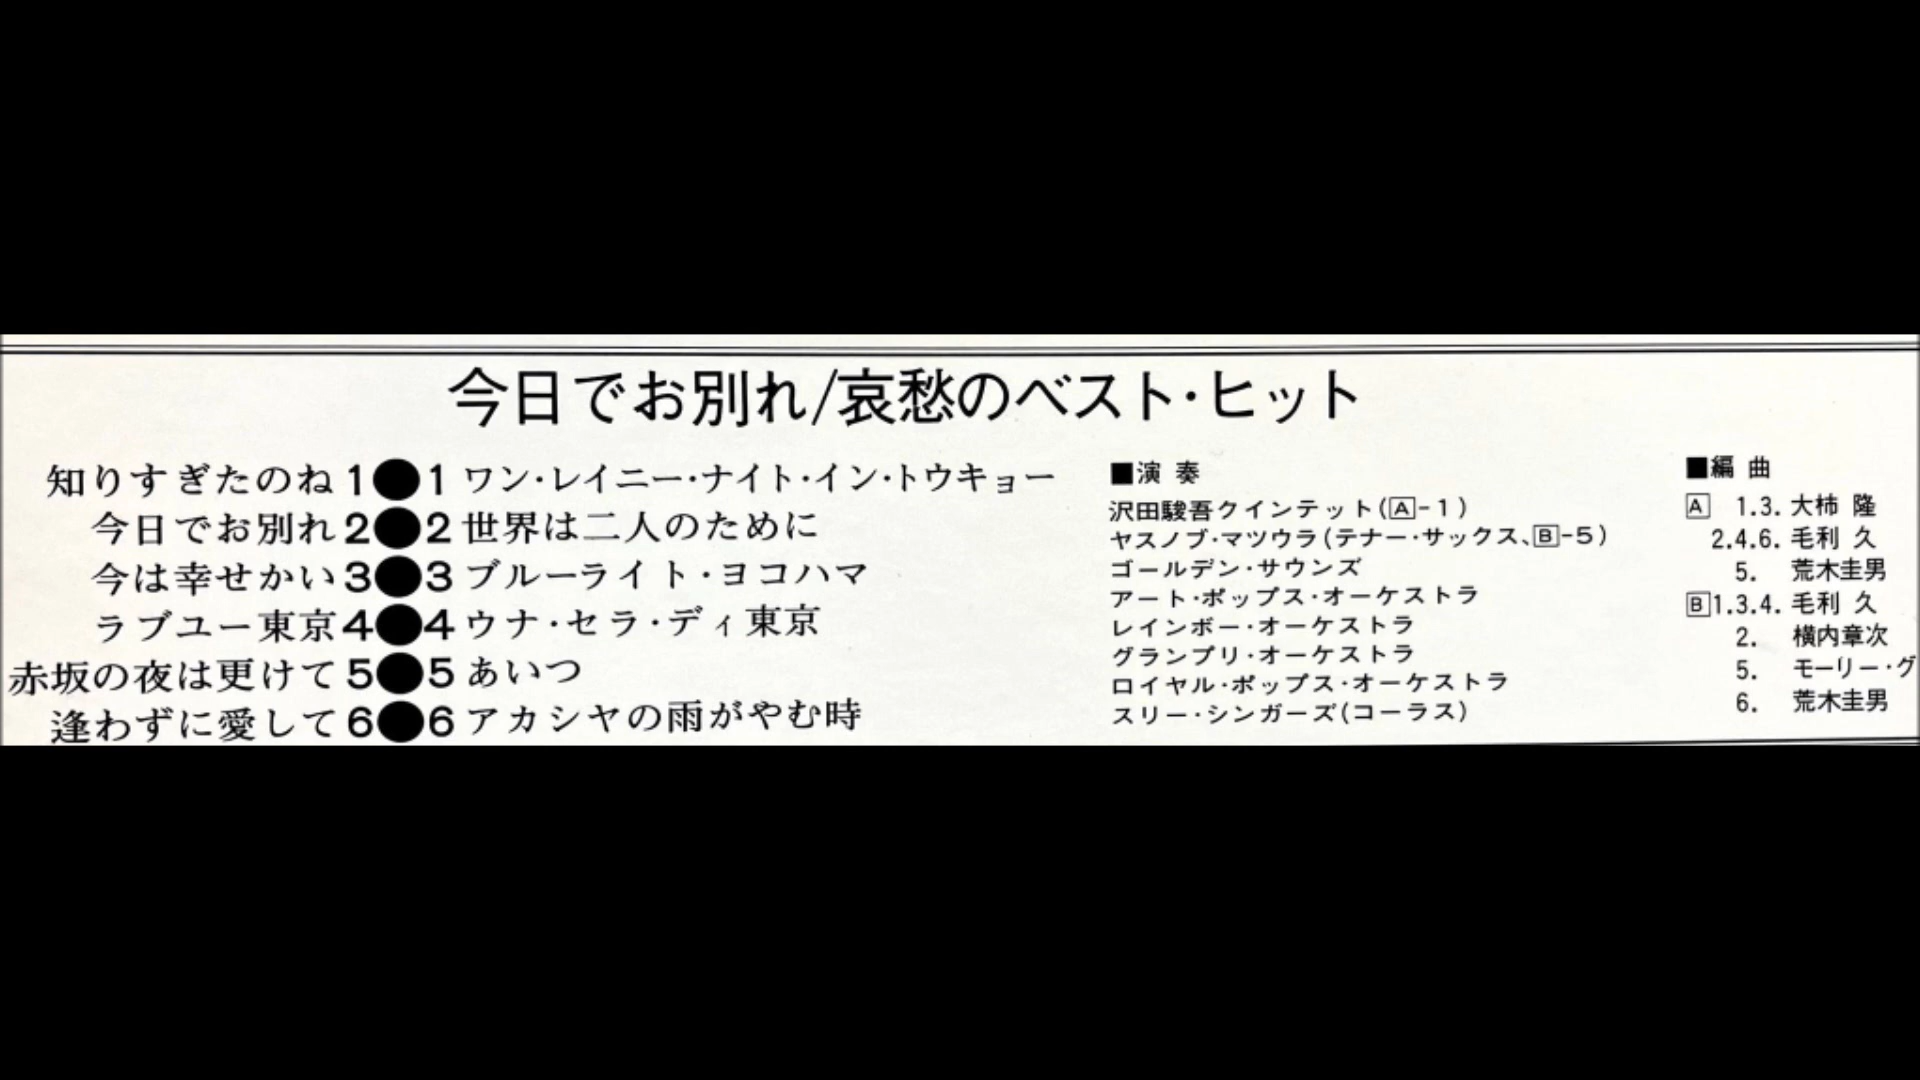 今日でお別れ/哀愁のベスト・ヒット
知りすぎたのね 1●1 ワン・レイニー・ナイト・イン・トウキョー
今日でお別れ 2●2 世界は二人のために
今は幸せかい 3●3 ブルーライト・ヨコハマ
ラブユー東京 4●4 ウナ・セラ・ディ東京
赤坂の夜は更けて 5●5 あいつ
逢わずに愛して 6●6 アカシヤの雨がやむ時
■演 奏
沢田駿吾クインテット(A-1)
ヤスノブ・マツウラ(テナー・サックス、B-5)
ゴールデン・サウンズ
アート・ポップス・オーケストラ
レインボー・オーケストラ
グランプリ・オーケストラ
ロイヤル・ポップス・オーケストラ
スリー・シンガーズ(コーラス)
■編 曲
A 1.3. 大柿 隆
2.4.6. 毛利 久
5. 荒木圭男
B 1.3.4. 毛利 久
2. 横内章次
5. モーリー・グ
6. 荒木圭男